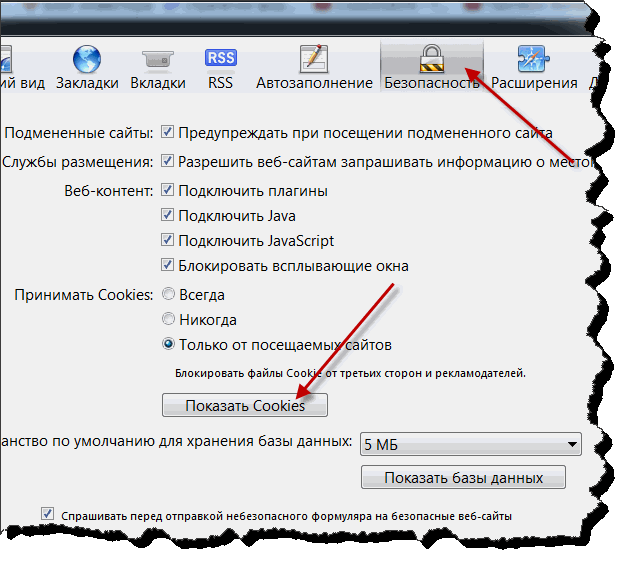 ий вид Закладки Вкладки RSS Автозаполнение Безопасность Расширения
Подмененные сайты: Предупреждать при посещении подмененного сайта
Службы размещения: Разрешить веб-сайтам запрашивать информацию о место
Веб-контент: Подключить плагины
Подключить Java
Подключить JavaScript
Блокировать всплывающие окна
Принимать Cookies: Всегда
Никогда
Только от посещаемых сайтов
Блокировать файлы Cookie от третьих сторон и рекламодателей.
Показать Cookies
анство по умолчанию для хранения базы данных: 5 МБ
Показать базы данных
Спрашивать перед отправкой небезопасного формуляра на безопасные веб-сайты